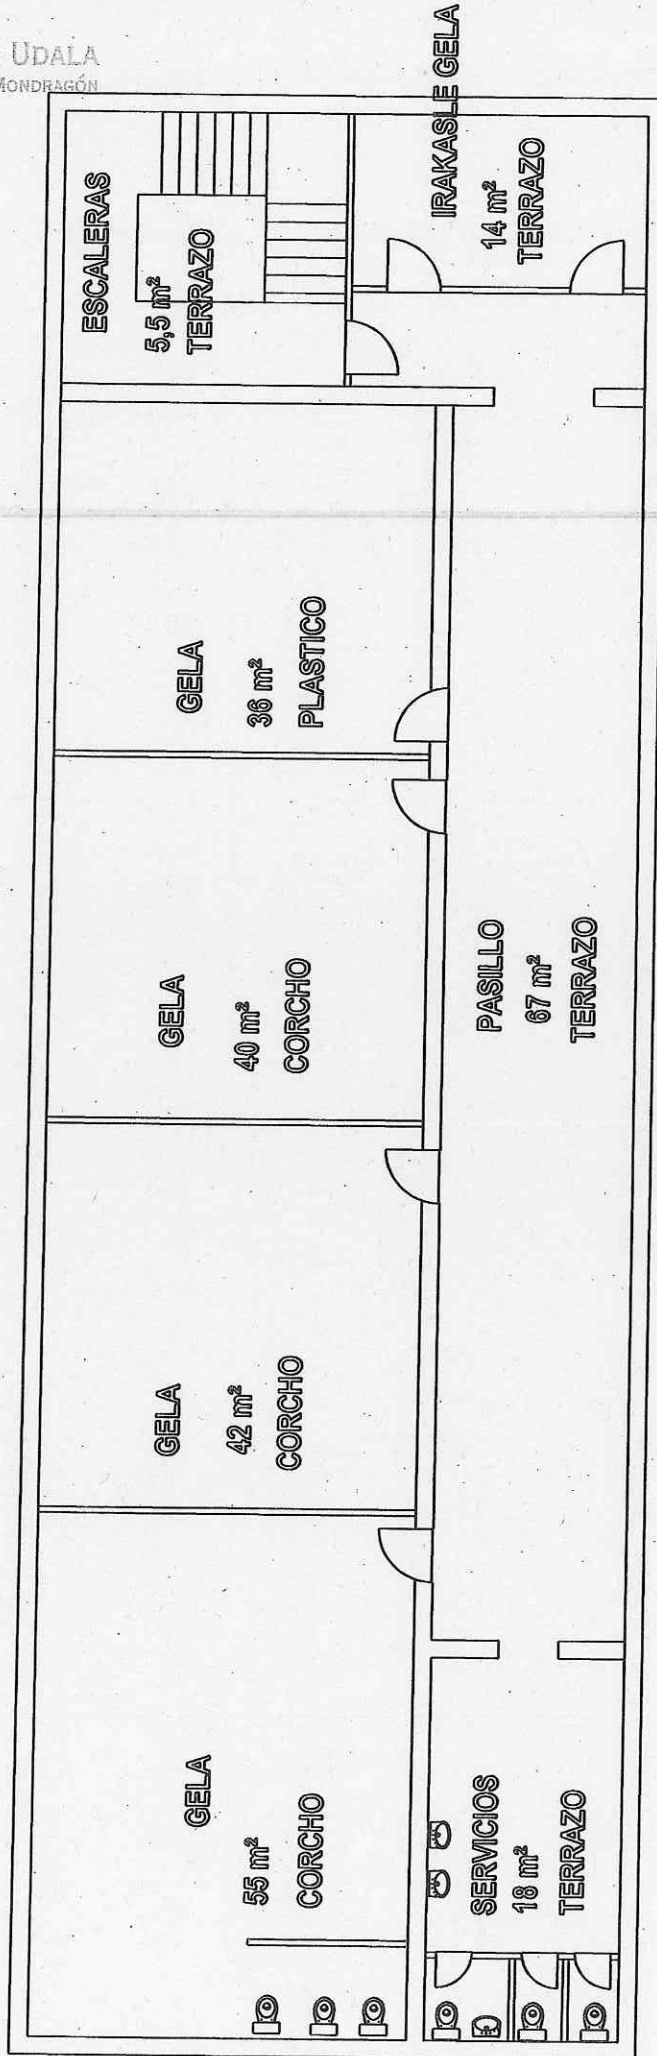 UDALA
MONDRAGÓN
ESCALERAS
5,5 m²
TERRAZO
IRAKASLE GELA
14 m²
TERRAZO
GELA
36 m²
PLASTICO
GELA
40 m²
CORCHO
PASILLO
67 m²
TERRAZO
GELA
42 m²
CORCHO
GELA
55 m²
CORCHO
SERVICIOS
18 m²
TERRAZO